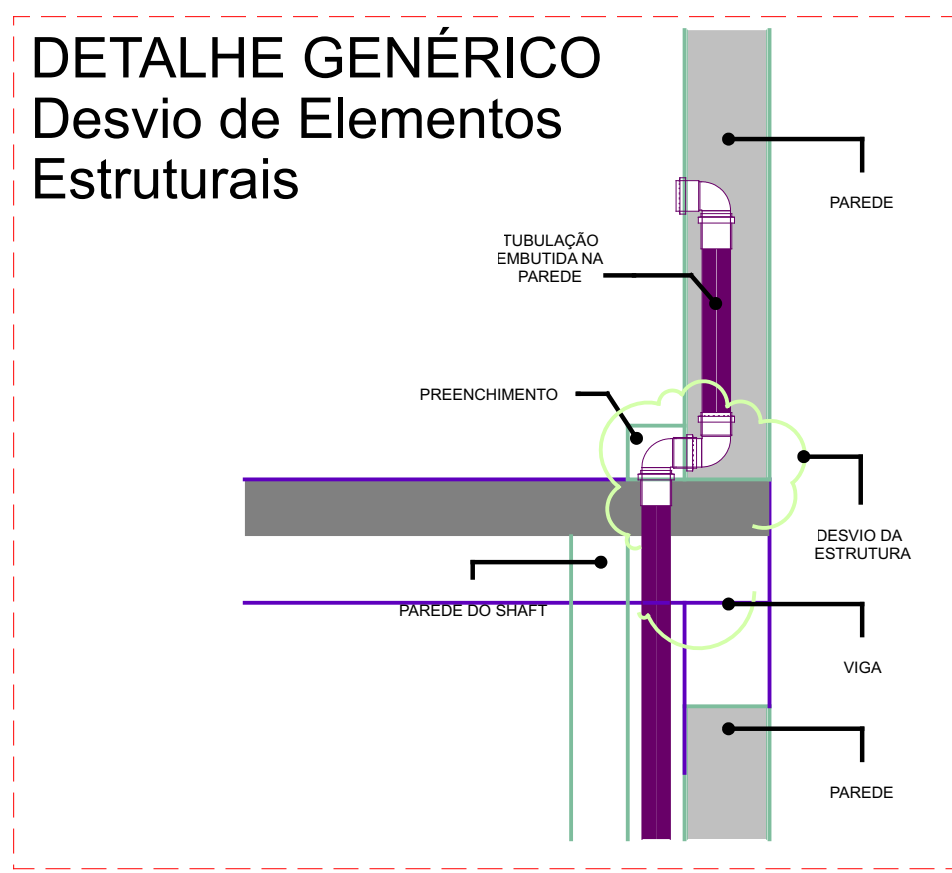 DETALHE GENÉRICO
Desvio de Elementos
Estruturais
PAREDE
TUBULAÇÃO
EMBUTIDA NA
PAREDE
PREENCHIMENTO
DESVIO DA
ESTRUTURA
PAREDE DO SHAFT
VIGA
PAREDE